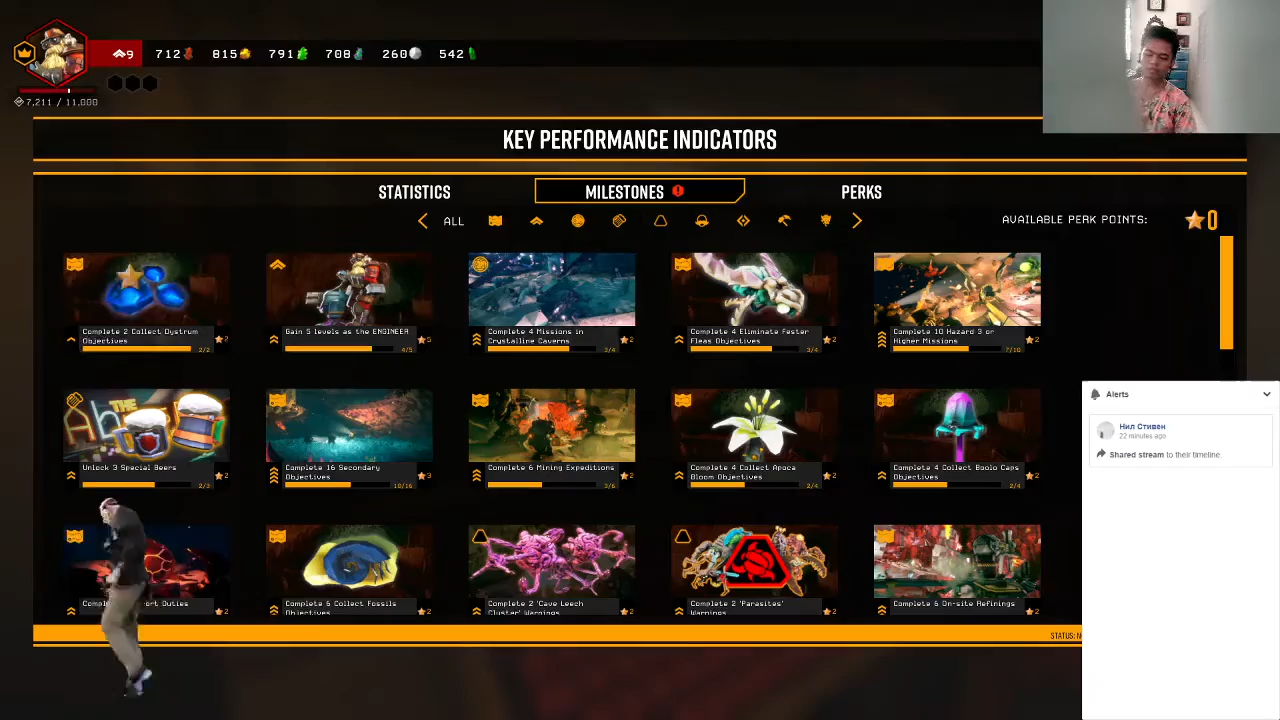 9 712 815 791 708 260 542
7,211 / 11,000
KEY PERFORMANCE INDICATORS
STATISTICS MILESTONES PERKS
ALL
AVAILABLE PERK POINTS: 0
Complete 2 Collect Dystrum
Objectives
2
2/2
Gain 5 levels as the ENGINEER
5
4/5
Complete 4 Missions in
Crystalline Caverns
2
3/4
Complete 4 Eliminate Fester
Fleas Objectives
2
3/4
Complete 10 Hazard 3 or
Higher Missions
2
7/10
THE
Ab
Unlock 3 Special Beers
2
2/3
Complete 16 Secondary
Objectives
3
10/16
Complete 6 Mining Expeditions
2
3/6
Complete 4 Collect Apoca
Bloom Objectives
2
2/4
Complete 4 Collect Boolo Caps
Objectives
2
2/4
ort Duties
2
Complete 6 Collect Fossils
Objectives
2
Complete 2 'Cave Leech
Cluster' Warnings
2
Complete 2 'Parasites'
Warnings
2
Complete 6 On-site Refinings
2
STATUS:
Alerts
Нил Стивен
22 minutes ago
Shared stream to their timeline.